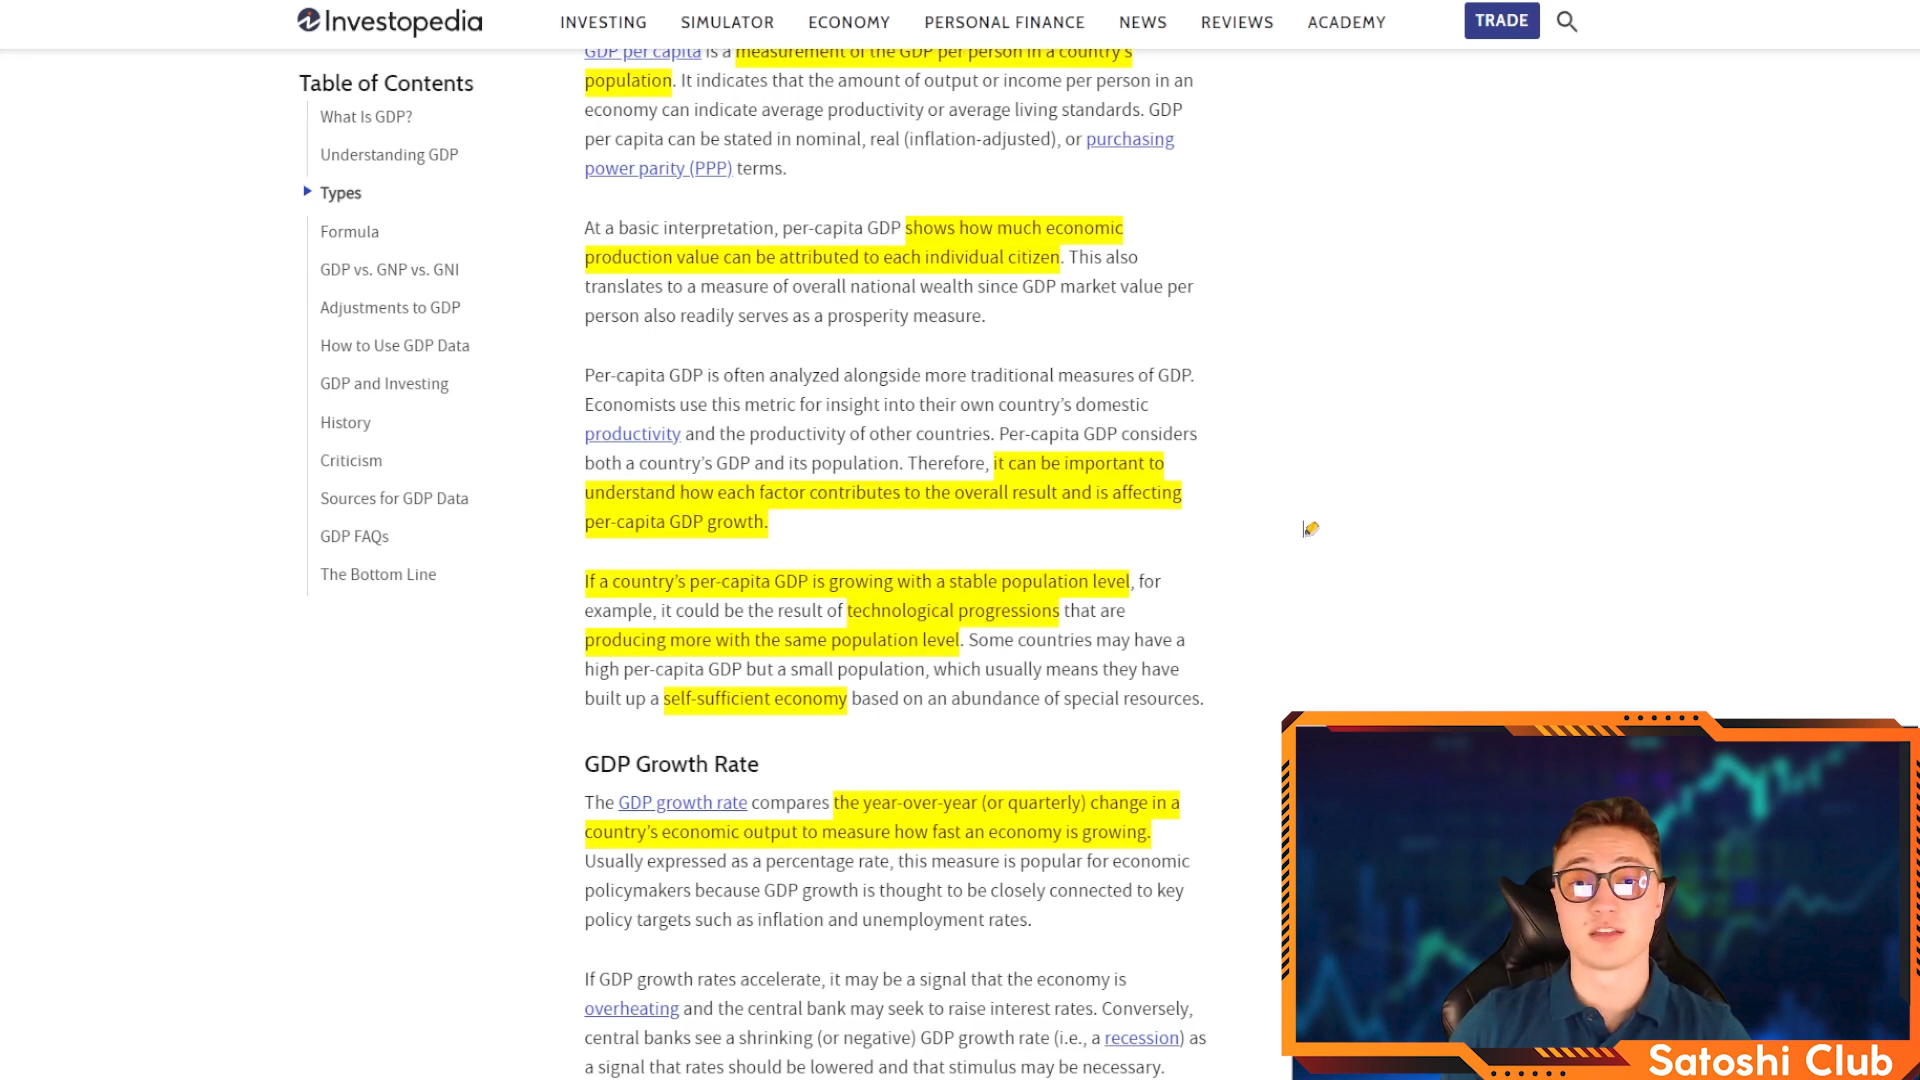 Investopedia
INVESTING
SIMULATOR
ECONOMY
PERSONAL FINANCE
NEWS
REVIEWS
ACADEMY
TRADE
Table of Contents
What Is GDP?
Understanding GDP
Types
Formula
GDP vs. GNP vs. GNI
Adjustments to GDP
How to Use GDP Data
GDP and Investing
History
Criticism
Sources for GDP Data
GDP FAQs
The Bottom Line
GDP per capita is a measurement of the GDP per person in a country's
population. It indicates that the amount of output or income per person in an
economy can indicate average productivity or average living standards. GDP
per capita can be stated in nominal, real (inflation-adjusted), or purchasing
power parity (PPP) terms.
At a basic interpretation, per-capita GDP shows how much economic
production value can be attributed to each individual citizen. This also
translates to a measure of overall national wealth since GDP market value per
person also readily serves as a prosperity measure.
Per-capita GDP is often analyzed alongside more traditional measures of GDP.
Economists use this metric for insight into their own country's domestic
productivity and the productivity of other countries. Per-capita GDP considers
both a country's GDP and its population. Therefore, it can be important to
understand how each factor contributes to the overall result and is affecting
per-capita GDP growth.
If a country's per-capita GDP is growing with a stable population level, for
example, it could be the result of technological progressions that are
producing more with the same population level. Some countries may have a
high per-capita GDP but a small population, which usually means they have
built up a self-sufficient economy based on an abundance of special resources.
GDP Growth Rate
The GDP growth rate compares the year-over-year (or quarterly) change in a
country's economic output to measure how fast an economy is growing.
Usually expressed as a percentage rate, this measure is popular for economic
policymakers because GDP growth is thought to be closely connected to key
policy targets such as inflation and unemployment rates.
If GDP growth rates accelerate, it may be a signal that the economy is
overheating and the central bank may seek to raise interest rates. Conversely,
central banks see a shrinking (or negative) GDP growth rate (i.e., a recession) as
a signal that rates should be lowered and that stimulus may be necessary.
Satoshi Club